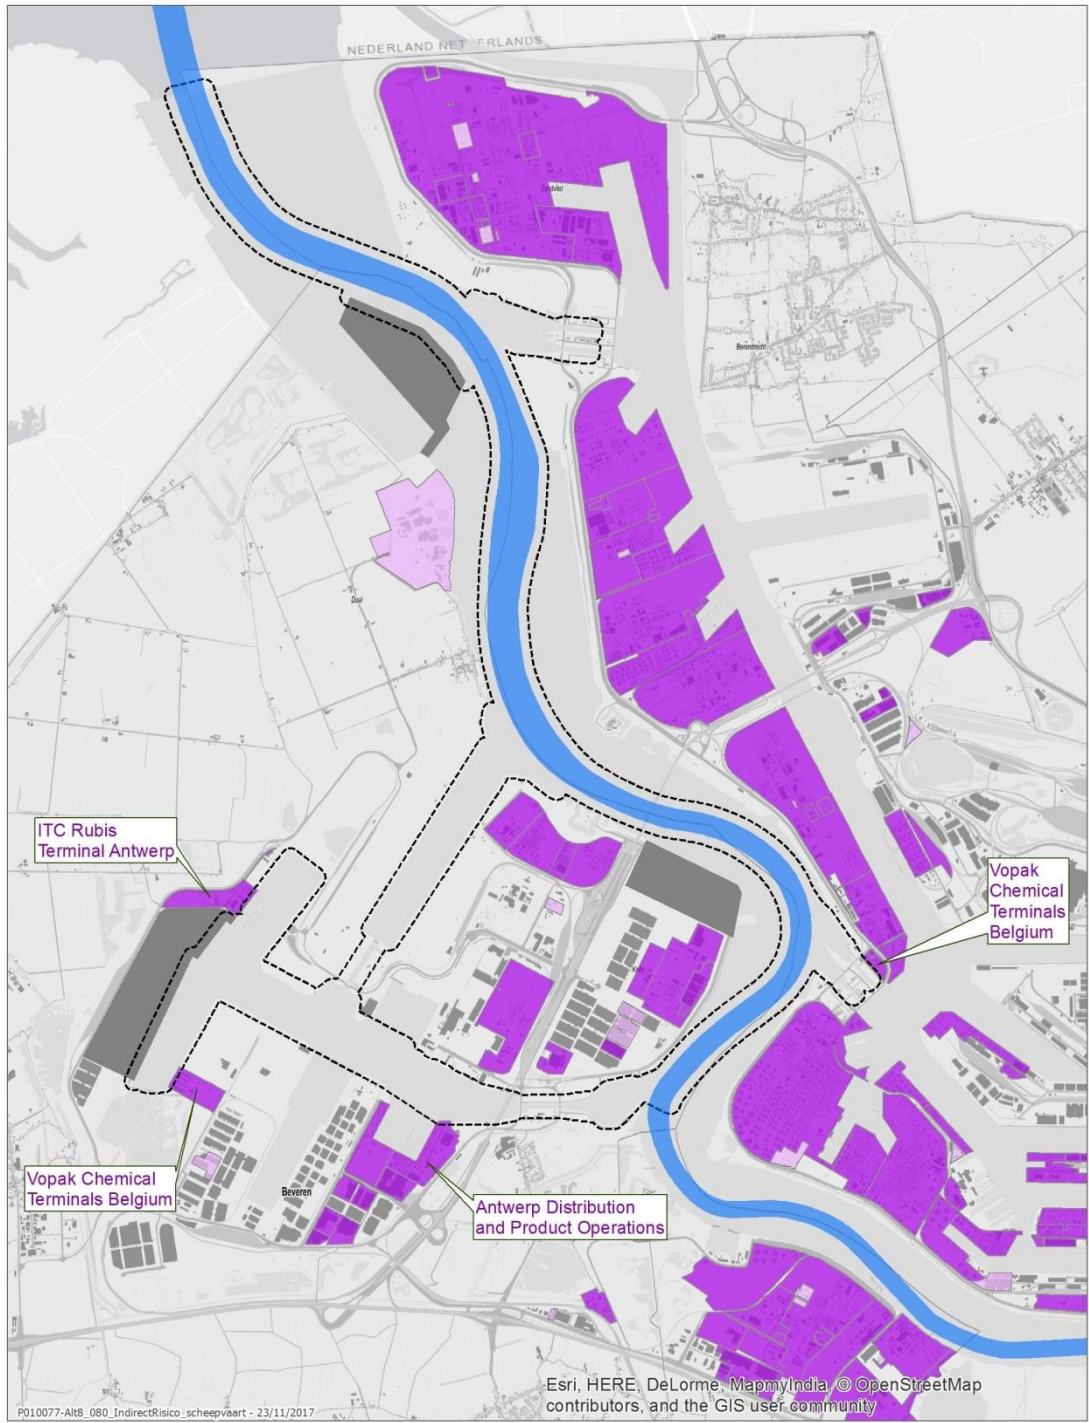 NEDERLAND NETHERLANDS
Zandvliet
Berendrecht
Doel
Lillo
ITC Rubis
Terminal Antwerp
Vopak
Chemical
Terminals
Belgium
Vopak Chemical
Terminals Belgium
Beveren
Antwerp Distribution
and Product Operations
Esri, HERE, DeLorme, MapmyIndia, © OpenStreetMap
contributors, and the GIS user community
P010077-Alt8_080_IndirectRisico_scheepvaart - 23/11/2017